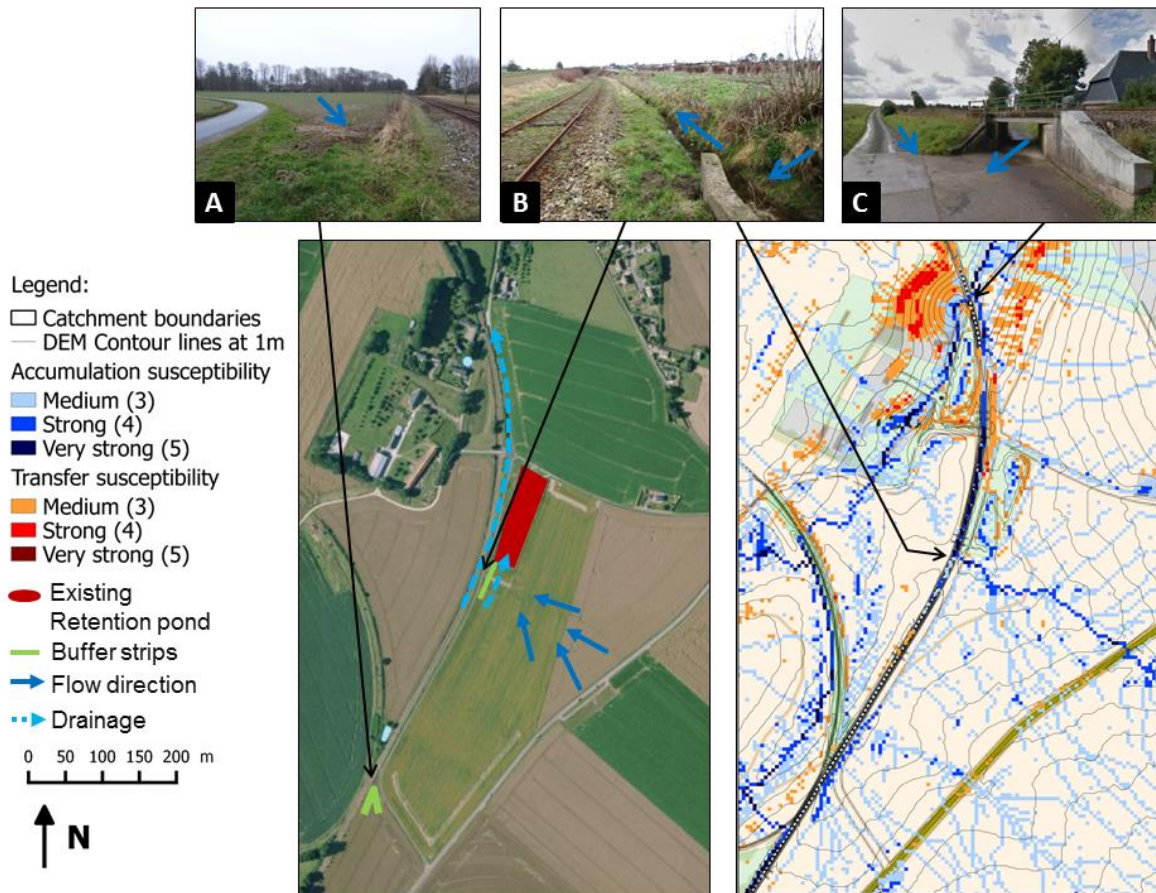 A
B
C
Legend:
Catchment boundaries
DEM Contour lines at 1m
Accumulation susceptibility
Medium (3)
Strong (4)
Very strong (5)
Transfer susceptibility
Medium (3)
Strong (4)
Very strong (5)
Existing
Retention pond
Buffer strips
Flow direction
Drainage
0 50 100 150 200 m
N